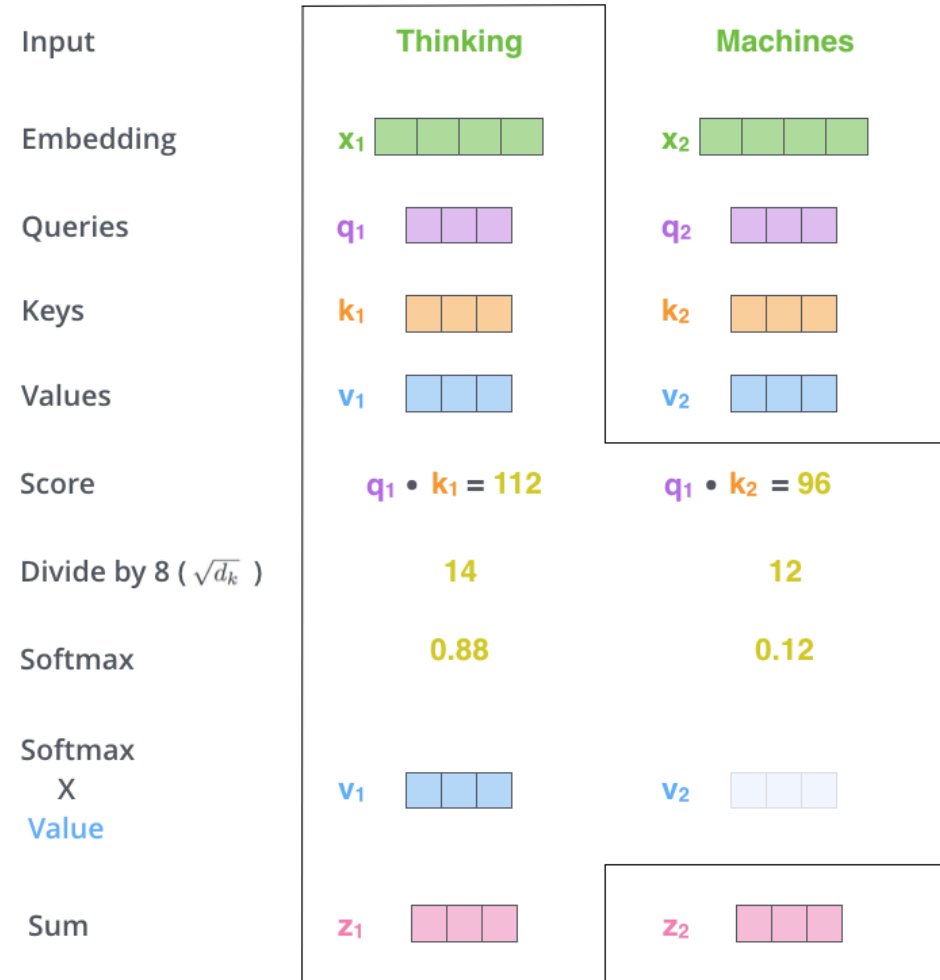 Input Thinking Machines
Embedding x₁ x₂
Queries q₁ q₂
Keys k₁ k₂
Values v₁ v₂
Score q₁ • k₁ = 112 q₁ • k₂ = 96
Divide by 8 ( √dₖ ) 14 12
Softmax 0.88 0.12
Softmax
X
Value v₁ v₂
Sum z₁ z₂